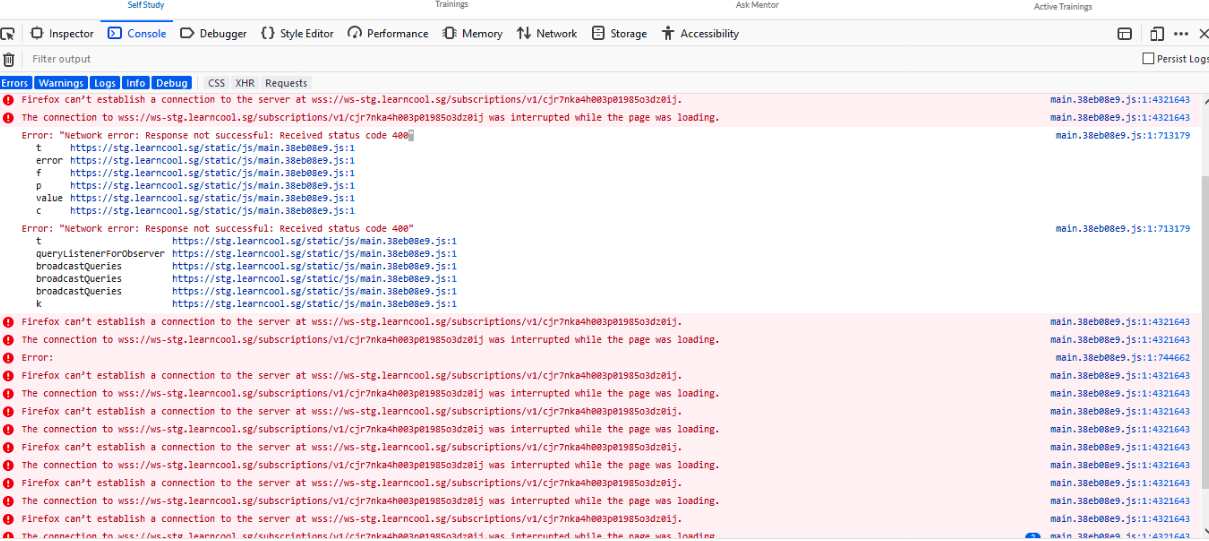 Self Study Trainings Ask Mentor Active Trainings
Inspector Console Debugger Style Editor Performance Memory Network Storage Accessibility
Filter output Persist Logs
Errors Warnings Logs Info Debug CSS XHR Requests
Firefox can’t establish a connection to the server at wss://ws-stg.learncool.sg/subscriptions/v1/cjr7nka4h003p01985o3dz0ij. main.38eb08e9.js:1:4321643
The connection to wss://ws-stg.learncool.sg/subscriptions/v1/cjr7nka4h003p01985o3dz0ij was interrupted while the page was loading. main.38eb08e9.js:1:4321643
Error: "Network error: Response not successful: Received status code 400 main.38eb08e9.js:1:713179
t https://stg.learncool.sg/static/js/main.38eb08e9.js:1
error https://stg.learncool.sg/static/js/main.38eb08e9.js:1
f https://stg.learncool.sg/static/js/main.38eb08e9.js:1
p https://stg.learncool.sg/static/js/main.38eb08e9.js:1
value https://stg.learncool.sg/static/js/main.38eb08e9.js:1
c https://stg.learncool.sg/static/js/main.38eb08e9.js:1
Error: "Network error: Response not successful: Received status code 400" main.38eb08e9.js:1:713179
t https://stg.learncool.sg/static/js/main.38eb08e9.js:1
queryListenerForObserver https://stg.learncool.sg/static/js/main.38eb08e9.js:1
broadcastQueries https://stg.learncool.sg/static/js/main.38eb08e9.js:1
broadcastQueries https://stg.learncool.sg/static/js/main.38eb08e9.js:1
broadcastQueries https://stg.learncool.sg/static/js/main.38eb08e9.js:1
k https://stg.learncool.sg/static/js/main.38eb08e9.js:1
Firefox can’t establish a connection to the server at wss://ws-stg.learncool.sg/subscriptions/v1/cjr7nka4h003p01985o3dz0ij. main.38eb08e9.js:1:4321643
The connection to wss://ws-stg.learncool.sg/subscriptions/v1/cjr7nka4h003p01985o3dz0ij was interrupted while the page was loading. main.38eb08e9.js:1:4321643
Error: main.38eb08e9.js:1:744662
Firefox can’t establish a connection to the server at wss://ws-stg.learncool.sg/subscriptions/v1/cjr7nka4h003p01985o3dz0ij. main.38eb08e9.js:1:4321643
The connection to wss://ws-stg.learncool.sg/subscriptions/v1/cjr7nka4h003p01985o3dz0ij was interrupted while the page was loading. main.38eb08e9.js:1:4321643
Firefox can’t establish a connection to the server at wss://ws-stg.learncool.sg/subscriptions/v1/cjr7nka4h003p01985o3dz0ij. main.38eb08e9.js:1:4321643
The connection to wss://ws-stg.learncool.sg/subscriptions/v1/cjr7nka4h003p01985o3dz0ij was interrupted while the page was loading. main.38eb08e9.js:1:4321643
Firefox can’t establish a connection to the server at wss://ws-stg.learncool.sg/subscriptions/v1/cjr7nka4h003p01985o3dz0ij. main.38eb08e9.js:1:4321643
The connection to wss://ws-stg.learncool.sg/subscriptions/v1/cjr7nka4h003p01985o3dz0ij was interrupted while the page was loading. main.38eb08e9.js:1:4321643
Firefox can’t establish a connection to the server at wss://ws-stg.learncool.sg/subscriptions/v1/cjr7nka4h003p01985o3dz0ij. main.38eb08e9.js:1:4321643
The connection to wss://ws-stg.learncool.sg/subscriptions/v1/cjr7nka4h003p01985o3dz0ij was interrupted while the page was loading. main.38eb08e9.js:1:4321643
Firefox can’t establish a connection to the server at wss://ws-stg.learncool.sg/subscriptions/v1/cjr7nka4h003p01985o3dz0ij. main.38eb08e9.js:1:4321643
The connection to wss://ws-stg.learncool.sg/subscriptions/v1/cjr7nka4h003p01985o3dz0ij was interrupted while the page was loading. main.38eb08e9.js:1:4321643